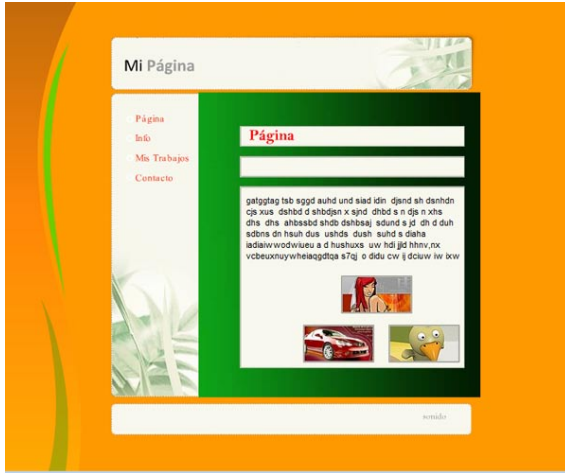 Mi Página
Página
Info
Mis Trabajos
Contacto
Página
gatggtag tsb sggd auhd und siad idin djsnd sh dsnhdn
cjs xus dshbd d shbdjsn x sjnd dhbd s n djs n xhs
dhs dhs ahbssbd shdb dshbsaj sdund s jd dh d duh
sdbns dn hsuh dus ushds dush suhd s diaha
iadiaiwwodwiueu a d hushuxs uw hdi jjld hhnv,nx
vcbeuxnuywheiaqgdtqa s7qj o didu cw ij dciuw iw ixw
sonido